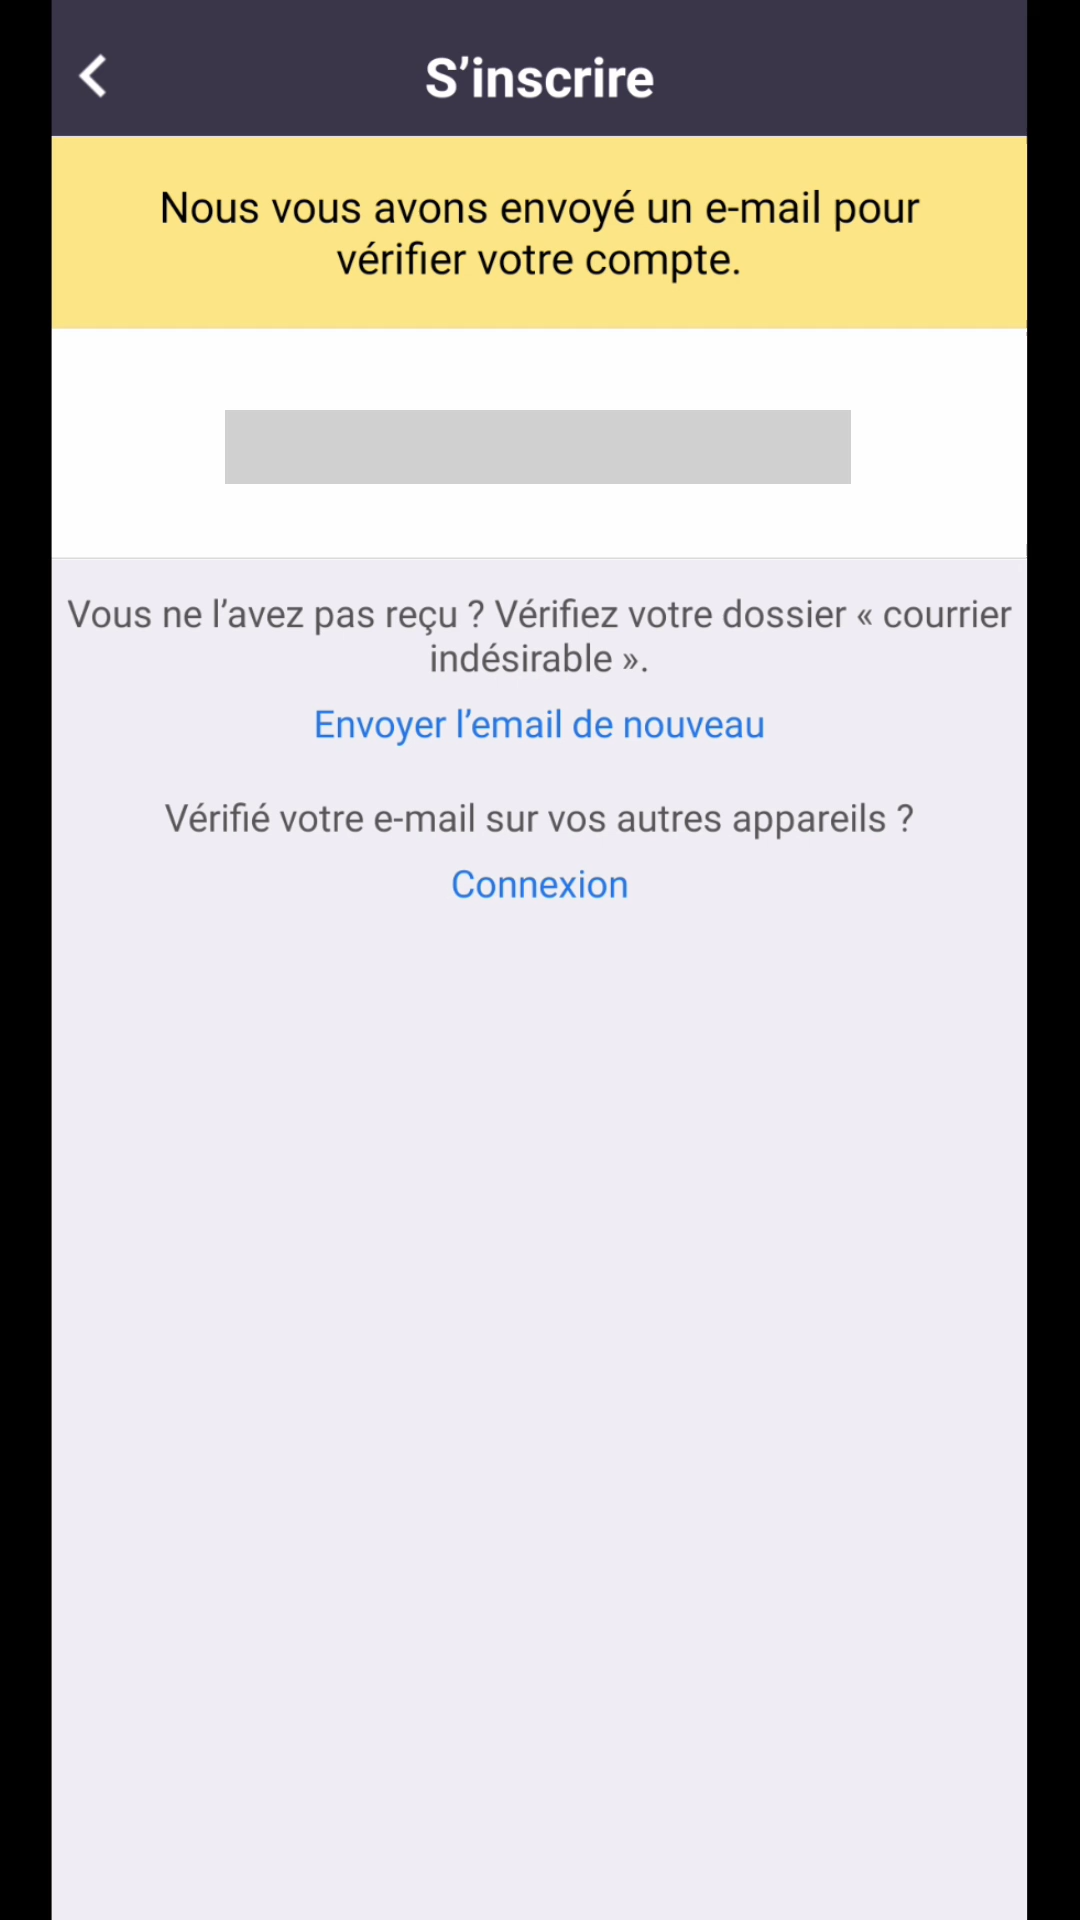 S’inscrire
Nous vous avons envoyé un e-mail pour
vérifier votre compte.
Vous ne l’avez pas reçu ? Vérifiez votre dossier « courrier
indésirable ».
Envoyer l’email de nouveau
Vérifié votre e-mail sur vos autres appareils ?
Connexion